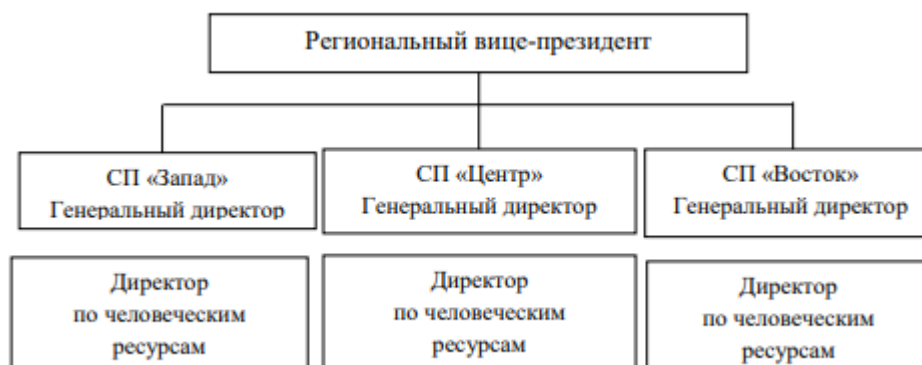 Региональный вице-президент
СП «Запад»
Генеральный директор
СП «Центр»
Генеральный директор
СП «Восток»
Генеральный директор
Директор
по человеческим
ресурсам
Директор
по человеческим
ресурсам
Директор
по человеческим
ресурсам